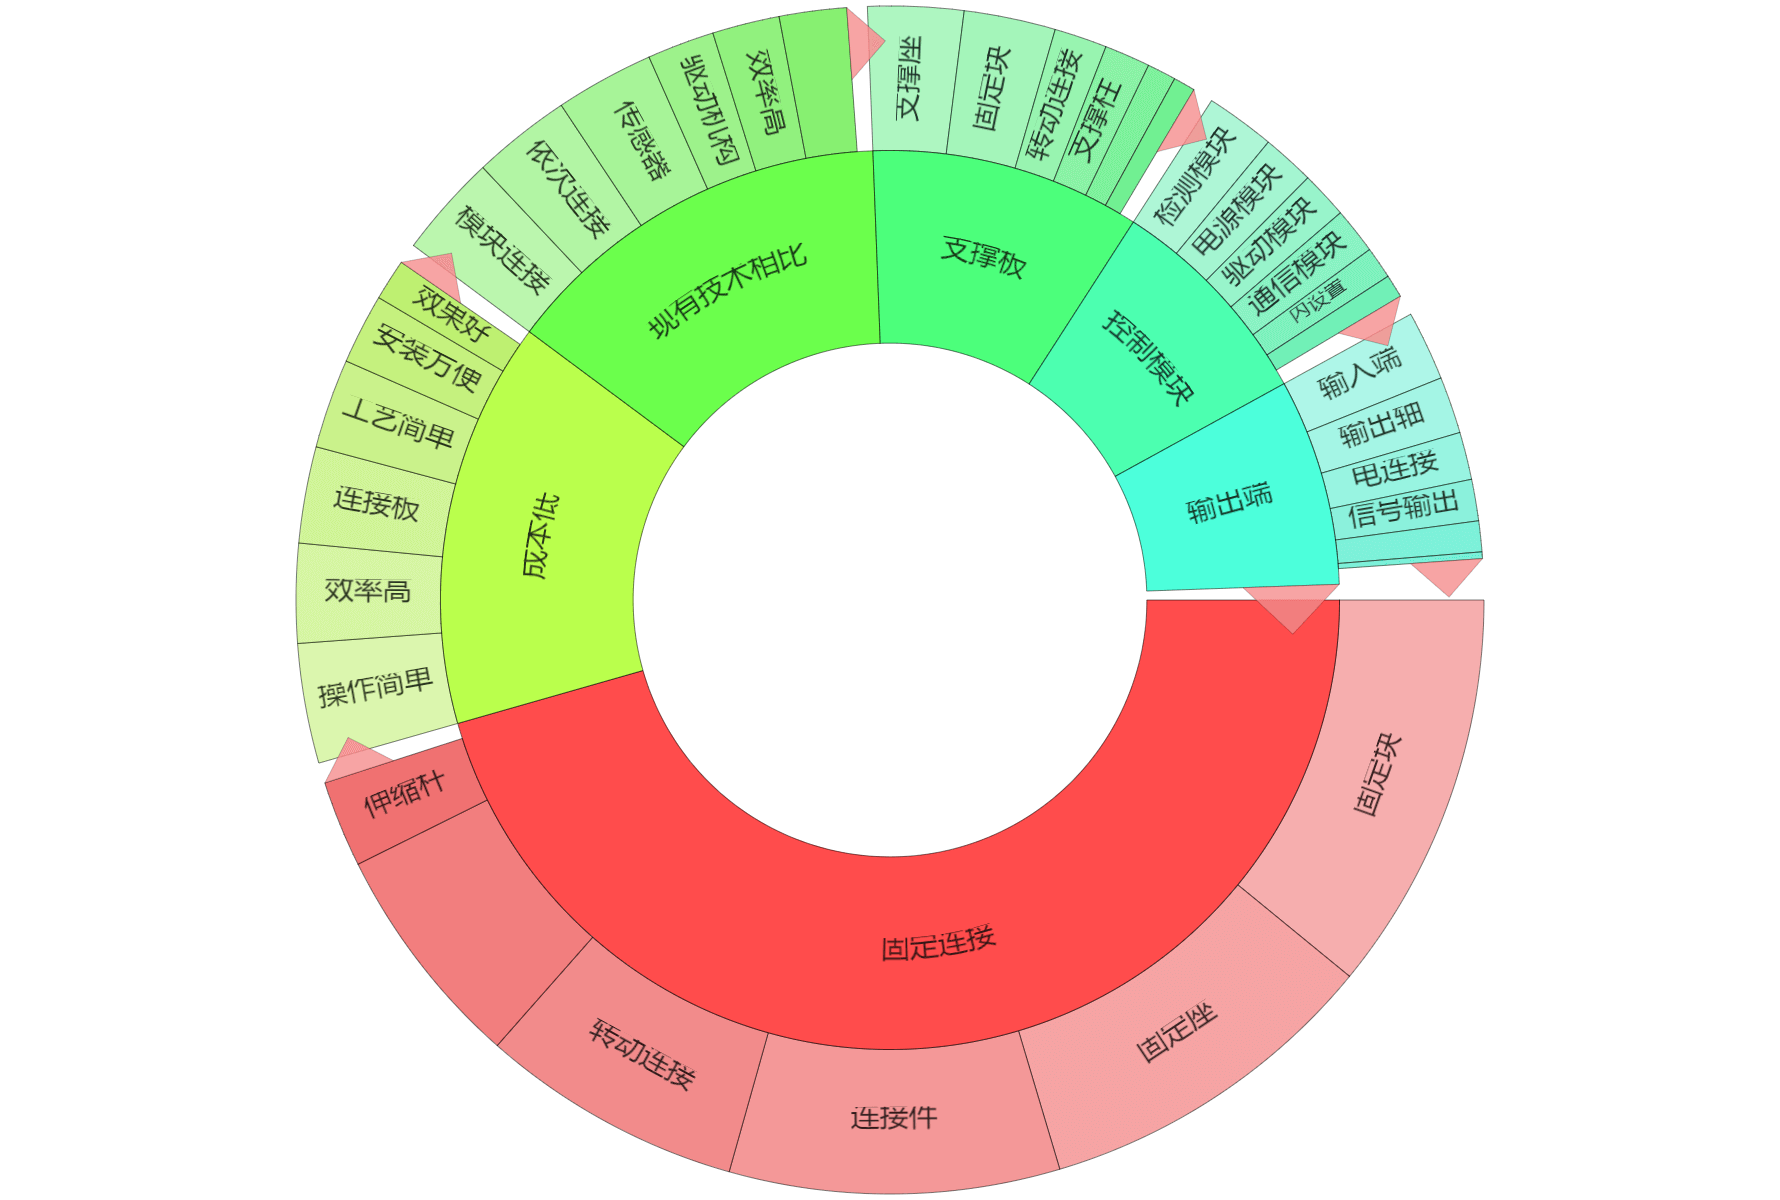 固定连接
成本低
现有技术相比
支撑板
控制模块
输出端
固定块
固定座
连接件
转动连接
伸缩杆
操作简单
效率高
连接板
工艺简单
安装方便
效果好
模块连接
依次连接
传感器
驱动机构
效率高
支撑座
固定块
转动连接
支撑柱
检测模块
电源模块
驱动模块
通信模块
内设置
输入端
输出轴
电连接
信号输出